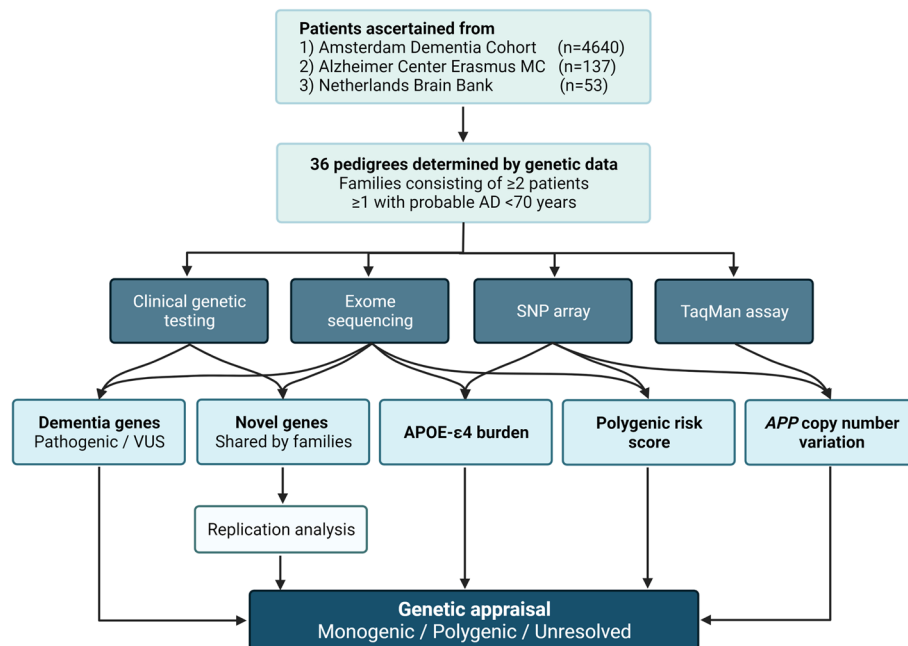 Patients ascertained from
1) Amsterdam Dementia Cohort (n=4640)
2) Alzheimer Center Erasmus MC (n=137)
3) Netherlands Brain Bank (n=53)
36 pedigrees determined by genetic data
Families consisting of ≥2 patients
≥1 with probable AD <70 years
Clinical genetic
testing
Exome
sequencing
SNP array
TaqMan assay
Dementia genes
Pathogenic / VUS
Novel genes
Shared by families
APOE-ε4 burden
Polygenic risk
score
APP copy number
variation
Replication analysis
Genetic appraisal
Monogenic / Polygenic / Unresolved